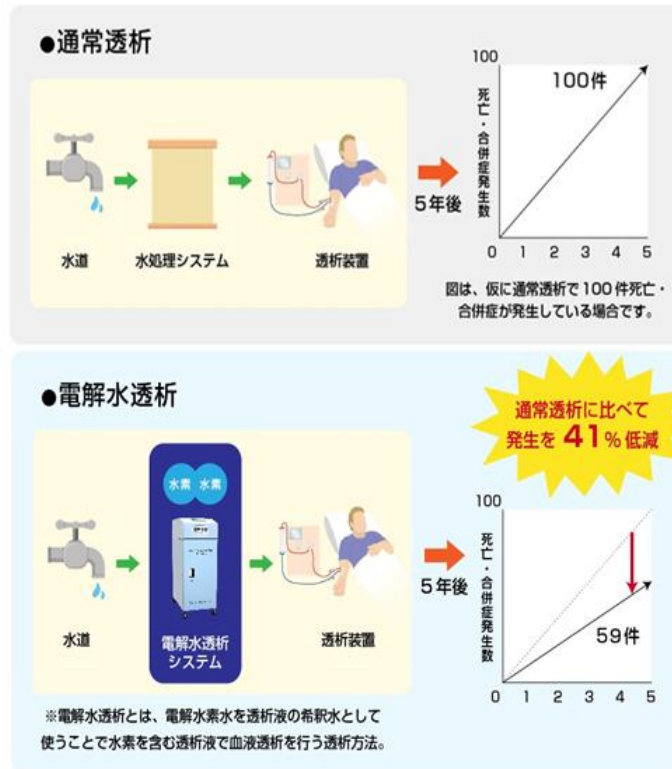 ●通常透析
100
100件
死亡・合併症発生数
水道
水処理システム
透析装置
5年後
0 1 2 3 4 5
図は、仮に通常透析で100件死亡・
合併症が発生している場合です。
●電解水透析
通常透析に比べて
発生を41%低減
水素 水素
100
死亡・合併症発生数
59件
水道
電解水透析
システム
透析装置
5年後
0 1 2 3 4 5
※電解水透析とは、電解水素水を透析液の希釈水として
使うことで水素を含む透析液で血液透析を行う透析方法。